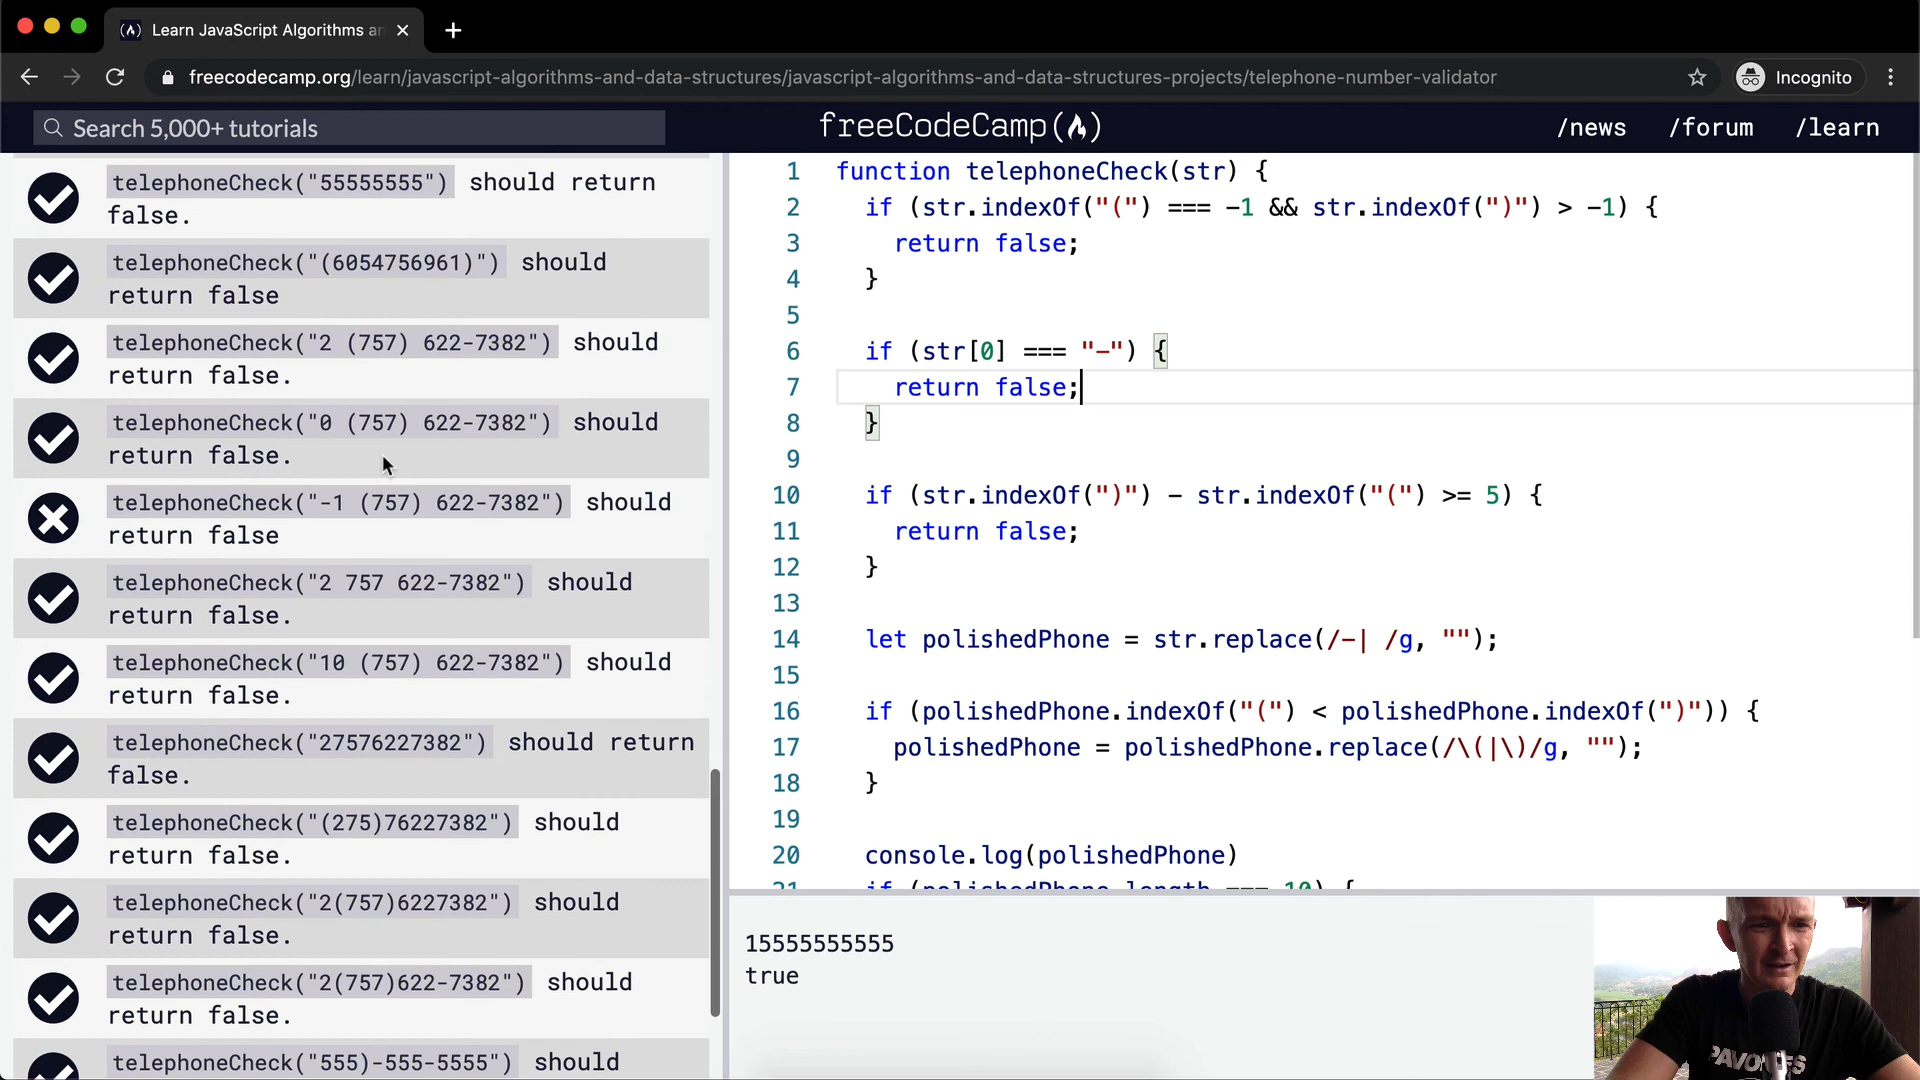 Learn JavaScript Algorithms an
freecodecamp.org/learn/javascript-algorithms-and-data-structures/javascript-algorithms-and-data-structures-projects/telephone-number-validator
Incognito
Search 5,000+ tutorials
freeCodeCamp
/news /forum /learn
telephoneCheck("55555555") should return
false.
telephoneCheck("(6054756961)") should
return false
telephoneCheck("2 (757) 622-7382") should
return false.
telephoneCheck("0 (757) 622-7382") should
return false.
telephoneCheck("-1 (757) 622-7382") should
return false
telephoneCheck("2 757 622-7382") should
return false.
telephoneCheck("10 (757) 622-7382") should
return false.
telephoneCheck("27576227382") should return
false.
telephoneCheck("(275)76227382") should
return false.
telephoneCheck("2(757)6227382") should
return false.
telephoneCheck("2(757)622-7382") should
return false.
telephoneCheck("555)-555-5555") should
1 function telephoneCheck(str) {
2 if (str.indexOf("(") === -1 && str.indexOf(")") > -1) {
3 return false;
4 }
5
6 if (str[0] === "-") {
7 return false;
8 }
9
10 if (str.indexOf(")") - str.indexOf("(") >= 5) {
11 return false;
12 }
13
14 let polishedPhone = str.replace(/-| /g, "");
15
16 if (polishedPhone.indexOf("(") < polishedPhone.indexOf(")")) {
17 polishedPhone = polishedPhone.replace(/\(|\)/g, "");
18 }
19
20 console.log(polishedPhone)
21 if (polishedPhone.length === 10) {
15555555555
true